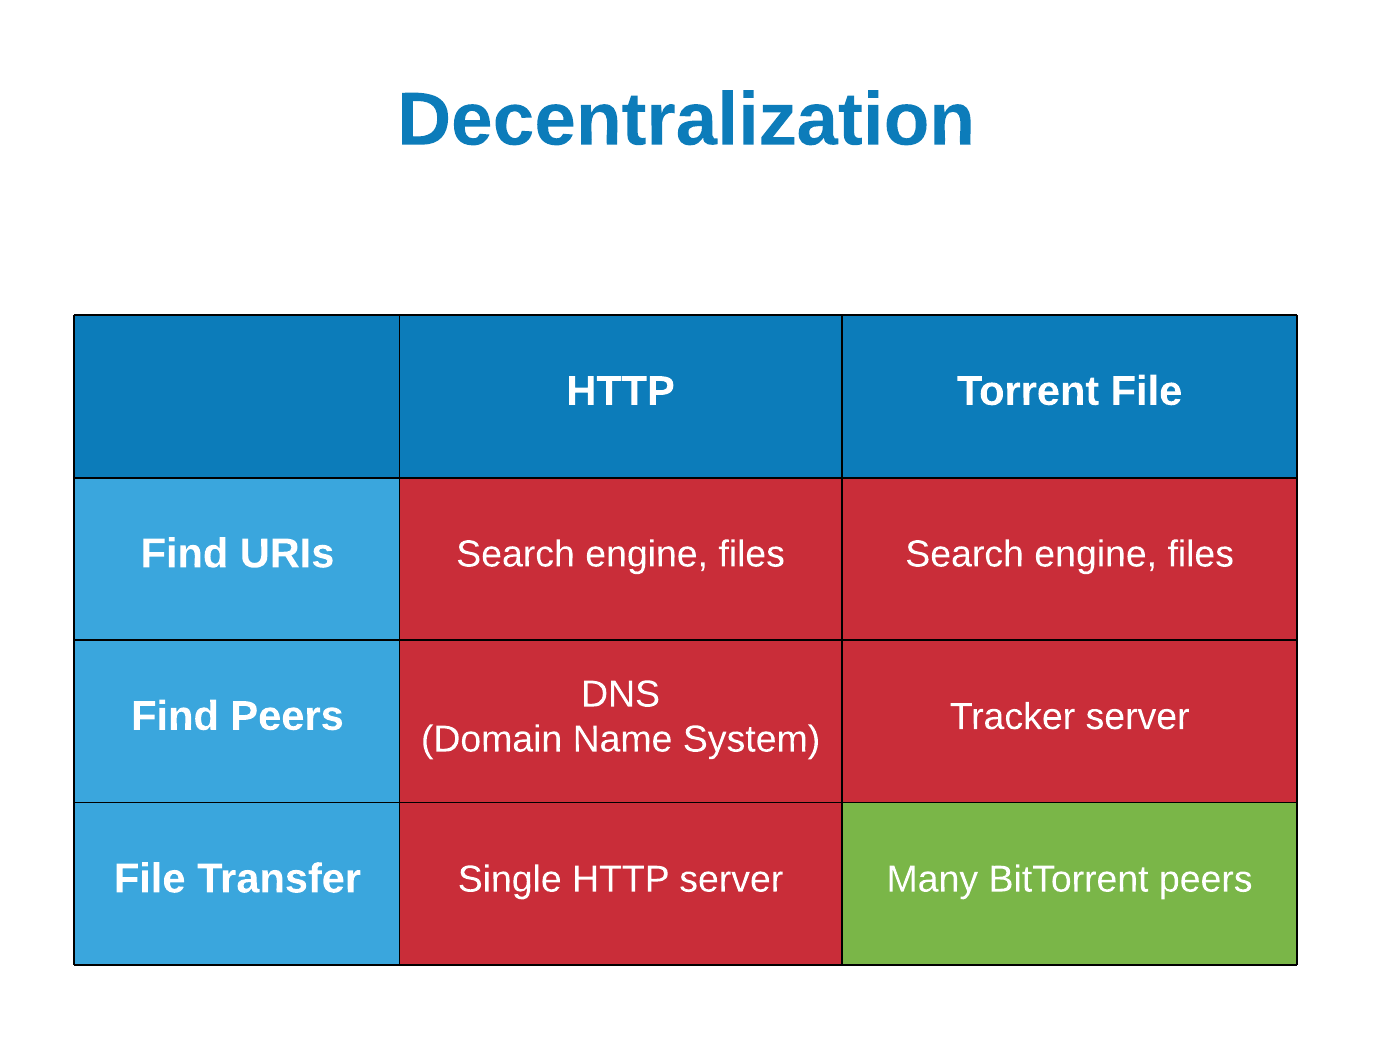 Decentralization
HTTP
Torrent File
Find URIs
Search engine, files
Search engine, files
Find Peers
DNS
(Domain Name System)
Tracker server
File Transfer
Single HTTP server
Many BitTorrent peers